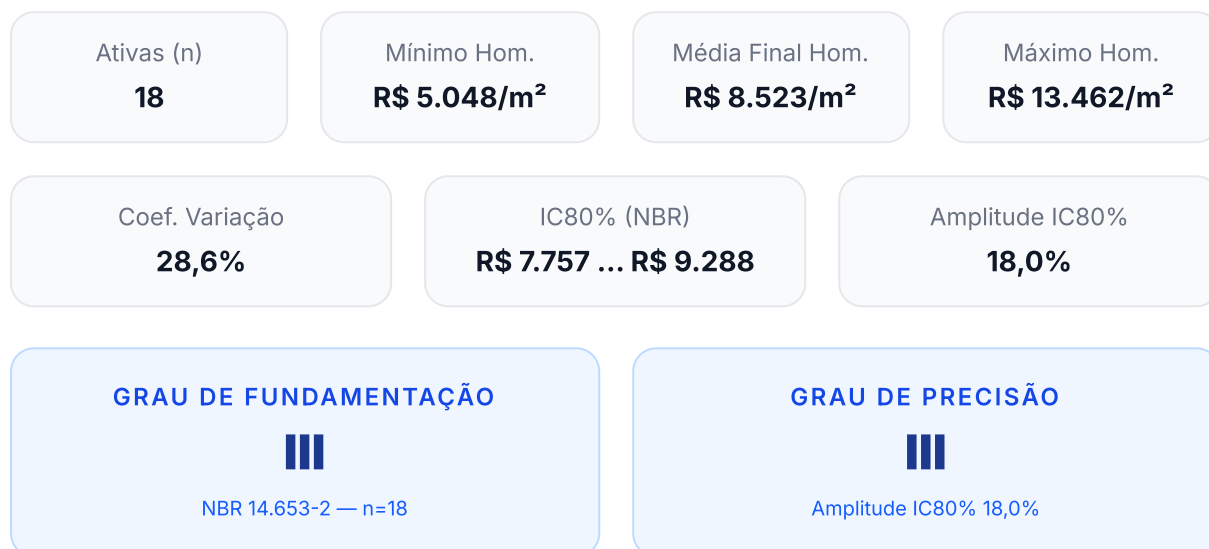 Ativas (n)
18
Mínimo Hom.
R$ 5.048/m²
Média Final Hom.
R$ 8.523/m²
Máximo Hom.
R$ 13.462/m²
Coef. Variação
28,6%
IC80% (NBR)
R$ 7.757 … R$ 9.288
Amplitude IC80%
18,0%
GRAU DE FUNDAMENTAÇÃO
III
NBR 14.653-2 — n=18
GRAU DE PRECISÃO
III
Amplitude IC80% 18,0%